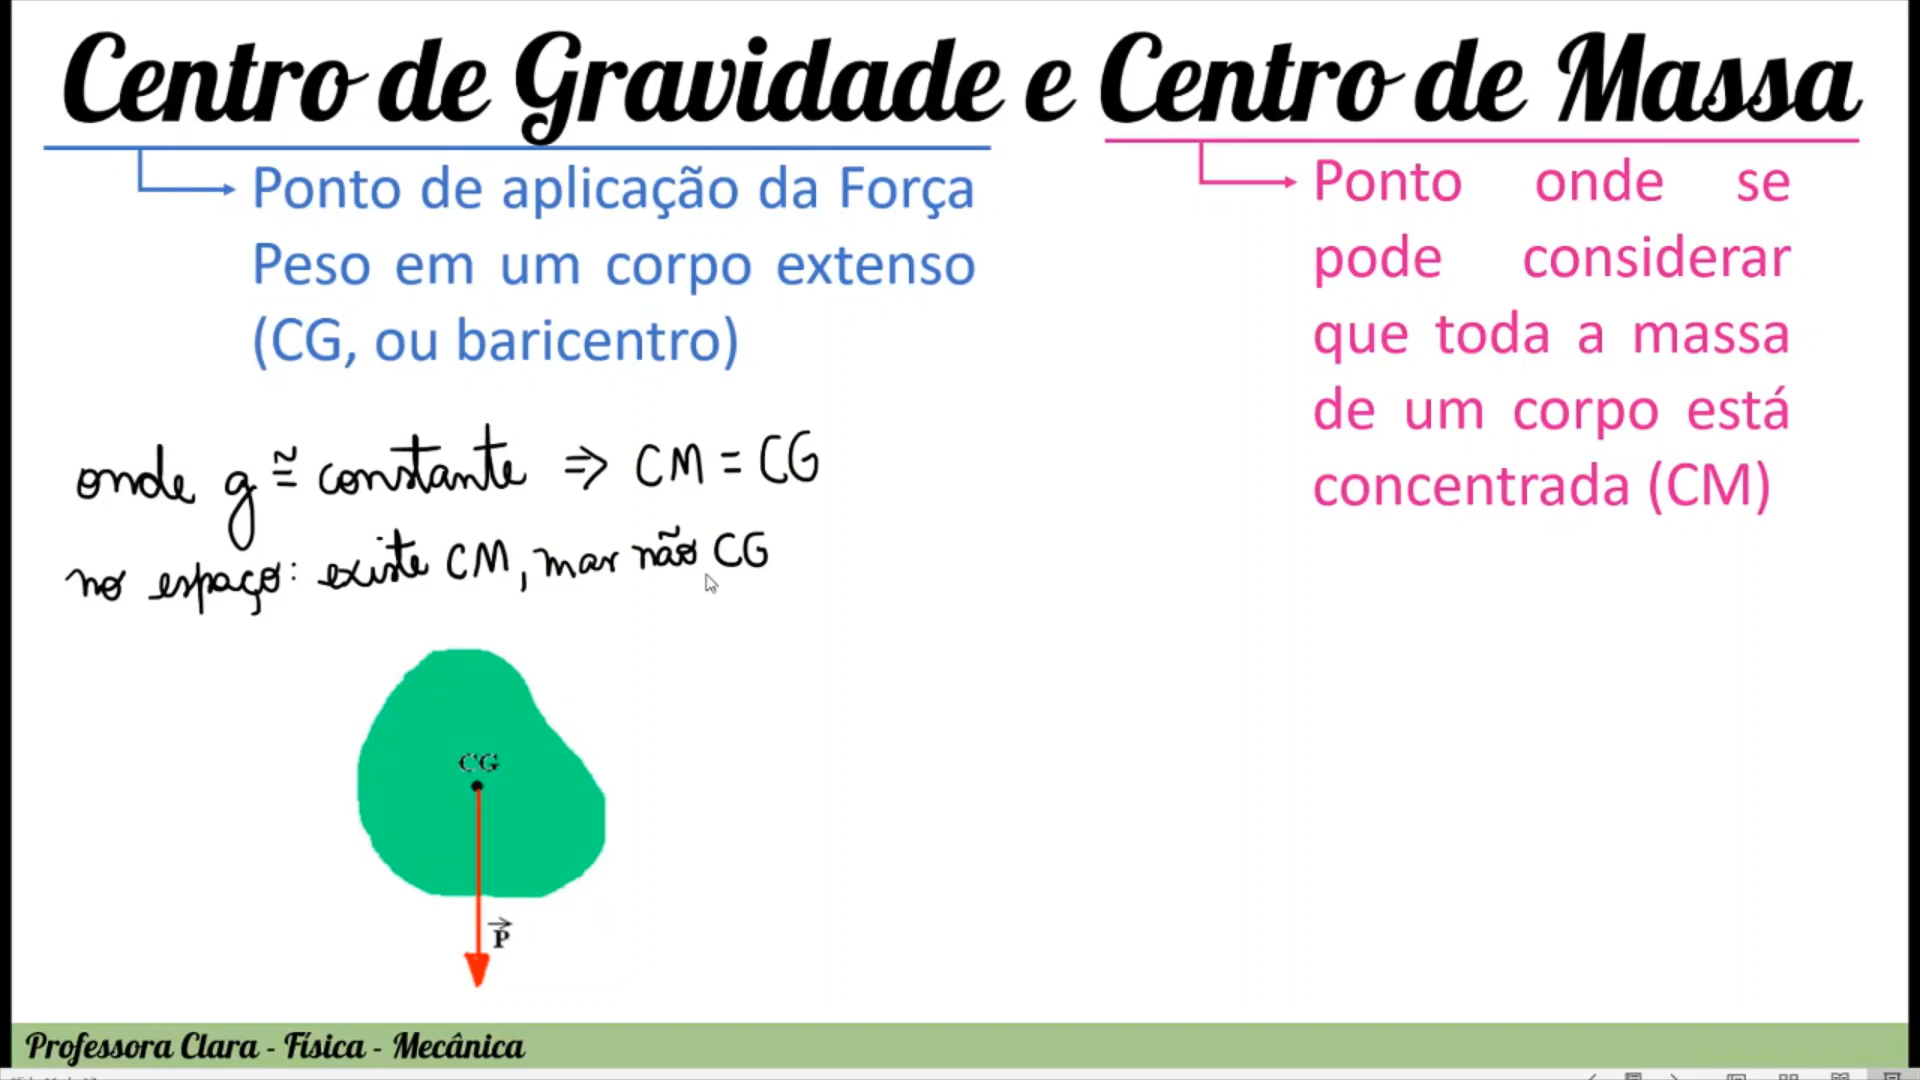 Centro de Gravidade e Centro de Massa
Ponto de aplicação da Força
Peso em um corpo extenso
(CG, ou baricentro)
Ponto onde se
pode considerar
que toda a massa
de um corpo está
concentrada (CM)
onde g ≅ constante ⇒ CM = CG
no espaço: existe CM, mas não CG
CG
P
Professora Clara - Física - Mecânica